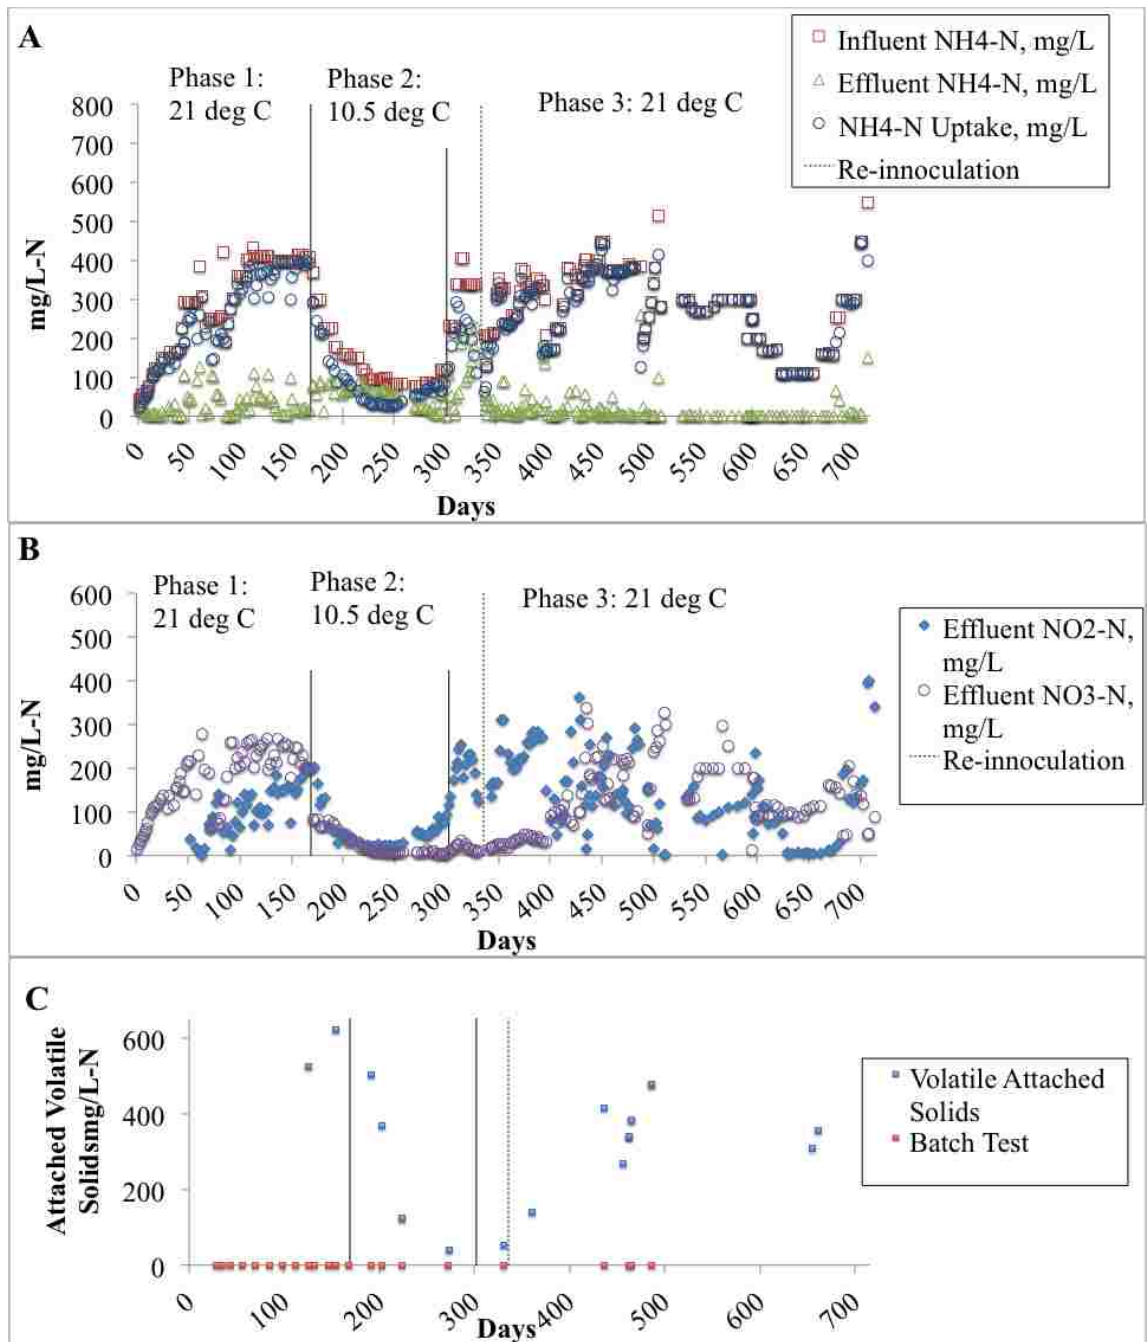 A
Phase 1:
21 deg C
Phase 2:
10.5 deg C
Phase 3: 21 deg C
Influent NH4-N, mg/L
Effluent NH4-N, mg/L
NH4-N Uptake, mg/L
Re-innoculation
mg/L-N
800
700
600
500
400
300
200
100
0
0 50 100 150 200 250 300 350 400 450 500 550 600 650 700
Days
B
Phase 1:
21 deg C
Phase 2:
10.5 deg C
Phase 3: 21 deg C
Effluent NO2-N,
mg/L
Effluent NO3-N,
mg/L
Re-innoculation
mg/L-N
600
500
400
300
200
100
0
0 50 100 150 200 250 300 350 400 450 500 550 600 650 700
Days
C
Attached Volatile
Solidsmg/L-N
600
400
200
0
0 100 200 300 400 500 600 700
Days
Volatile Attached
Solids
Batch Test